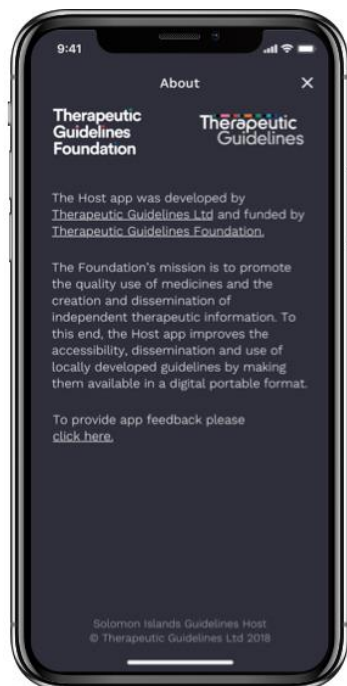 9:41
About
Therapeutic
Guidelines
Foundation
Therapeutic
Guidelines
The Host app was developed by
Therapeutic Guidelines Ltd and funded by
Therapeutic Guidelines Foundation.
The Foundation's mission is to promote
the quality use of medicines and the
creation and dissemination of
independent therapeutic information. To
this end, the Host app improves the
accessibility, dissemination and use of
locally developed guidelines by making
them available in a digital portable format.
To provide app feedback please
click here.
Solomon Islands Guidelines Host
© Therapeutic Guidelines Ltd 2018